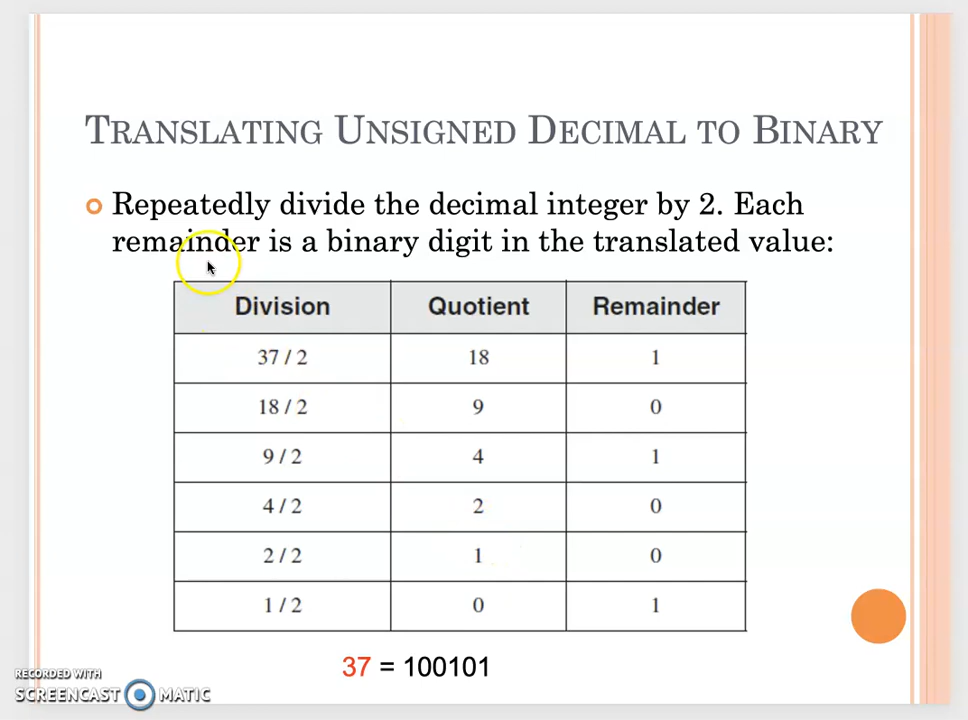 TRANSLATING UNSIGNED DECIMAL TO BINARY
Repeatedly divide the decimal integer by 2. Each
remainder is a binary digit in the translated value:
Division Quotient Remainder
37 / 2 18 1
18 / 2 9 0
9 / 2 4 1
4 / 2 2 0
2 / 2 1 0
1 / 2 0 1
37 = 100101
RECORDED WITH
SCREENCAST MATIC